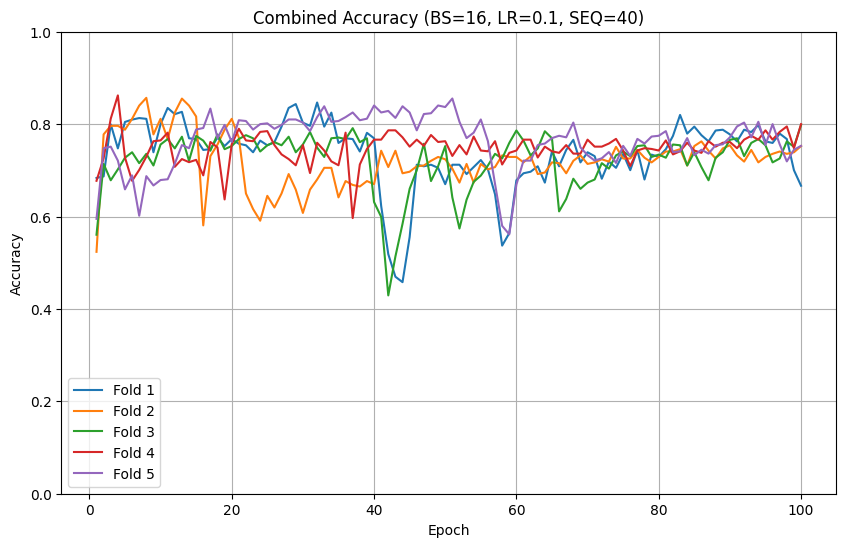 Combined Accuracy (BS=16, LR=0.1, SEQ=40)
1.0
0.8
0.6
0.4
0.2
0.0
Accuracy
Fold 1
Fold 2
Fold 3
Fold 4
Fold 5
0 20 40 60 80 100
Epoch